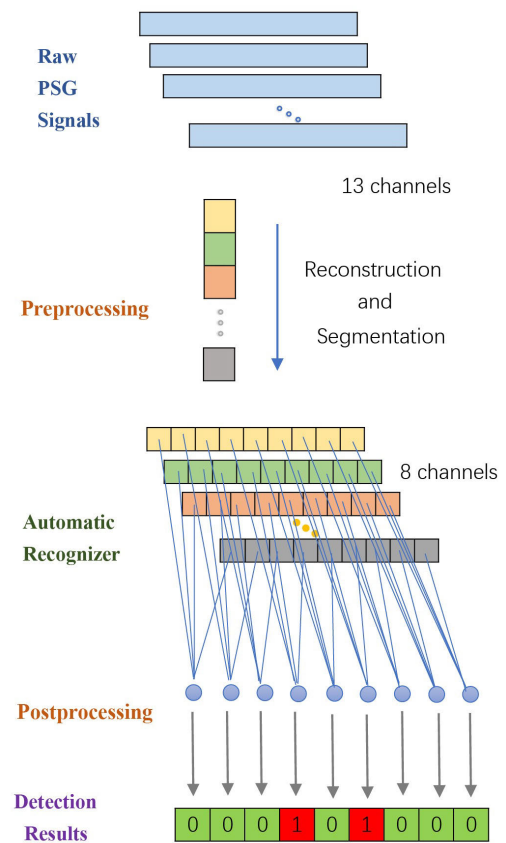 Raw
PSG
Signals
13 channels
Preprocessing
Reconstruction
and
Segmentation
8 channels
Automatic
Recognizer
Postprocessing
Detection
Results
0 0 0 1 0 1 0 0 0